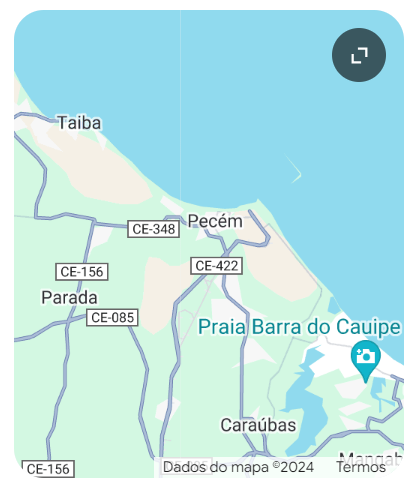 Taiba
Pecém
CE-348
CE-422
CE-156
Parada
CE-085
Praia Barra do Cauipe
Caraúbas
CE-156
Dados do mapa ©2024 Termos